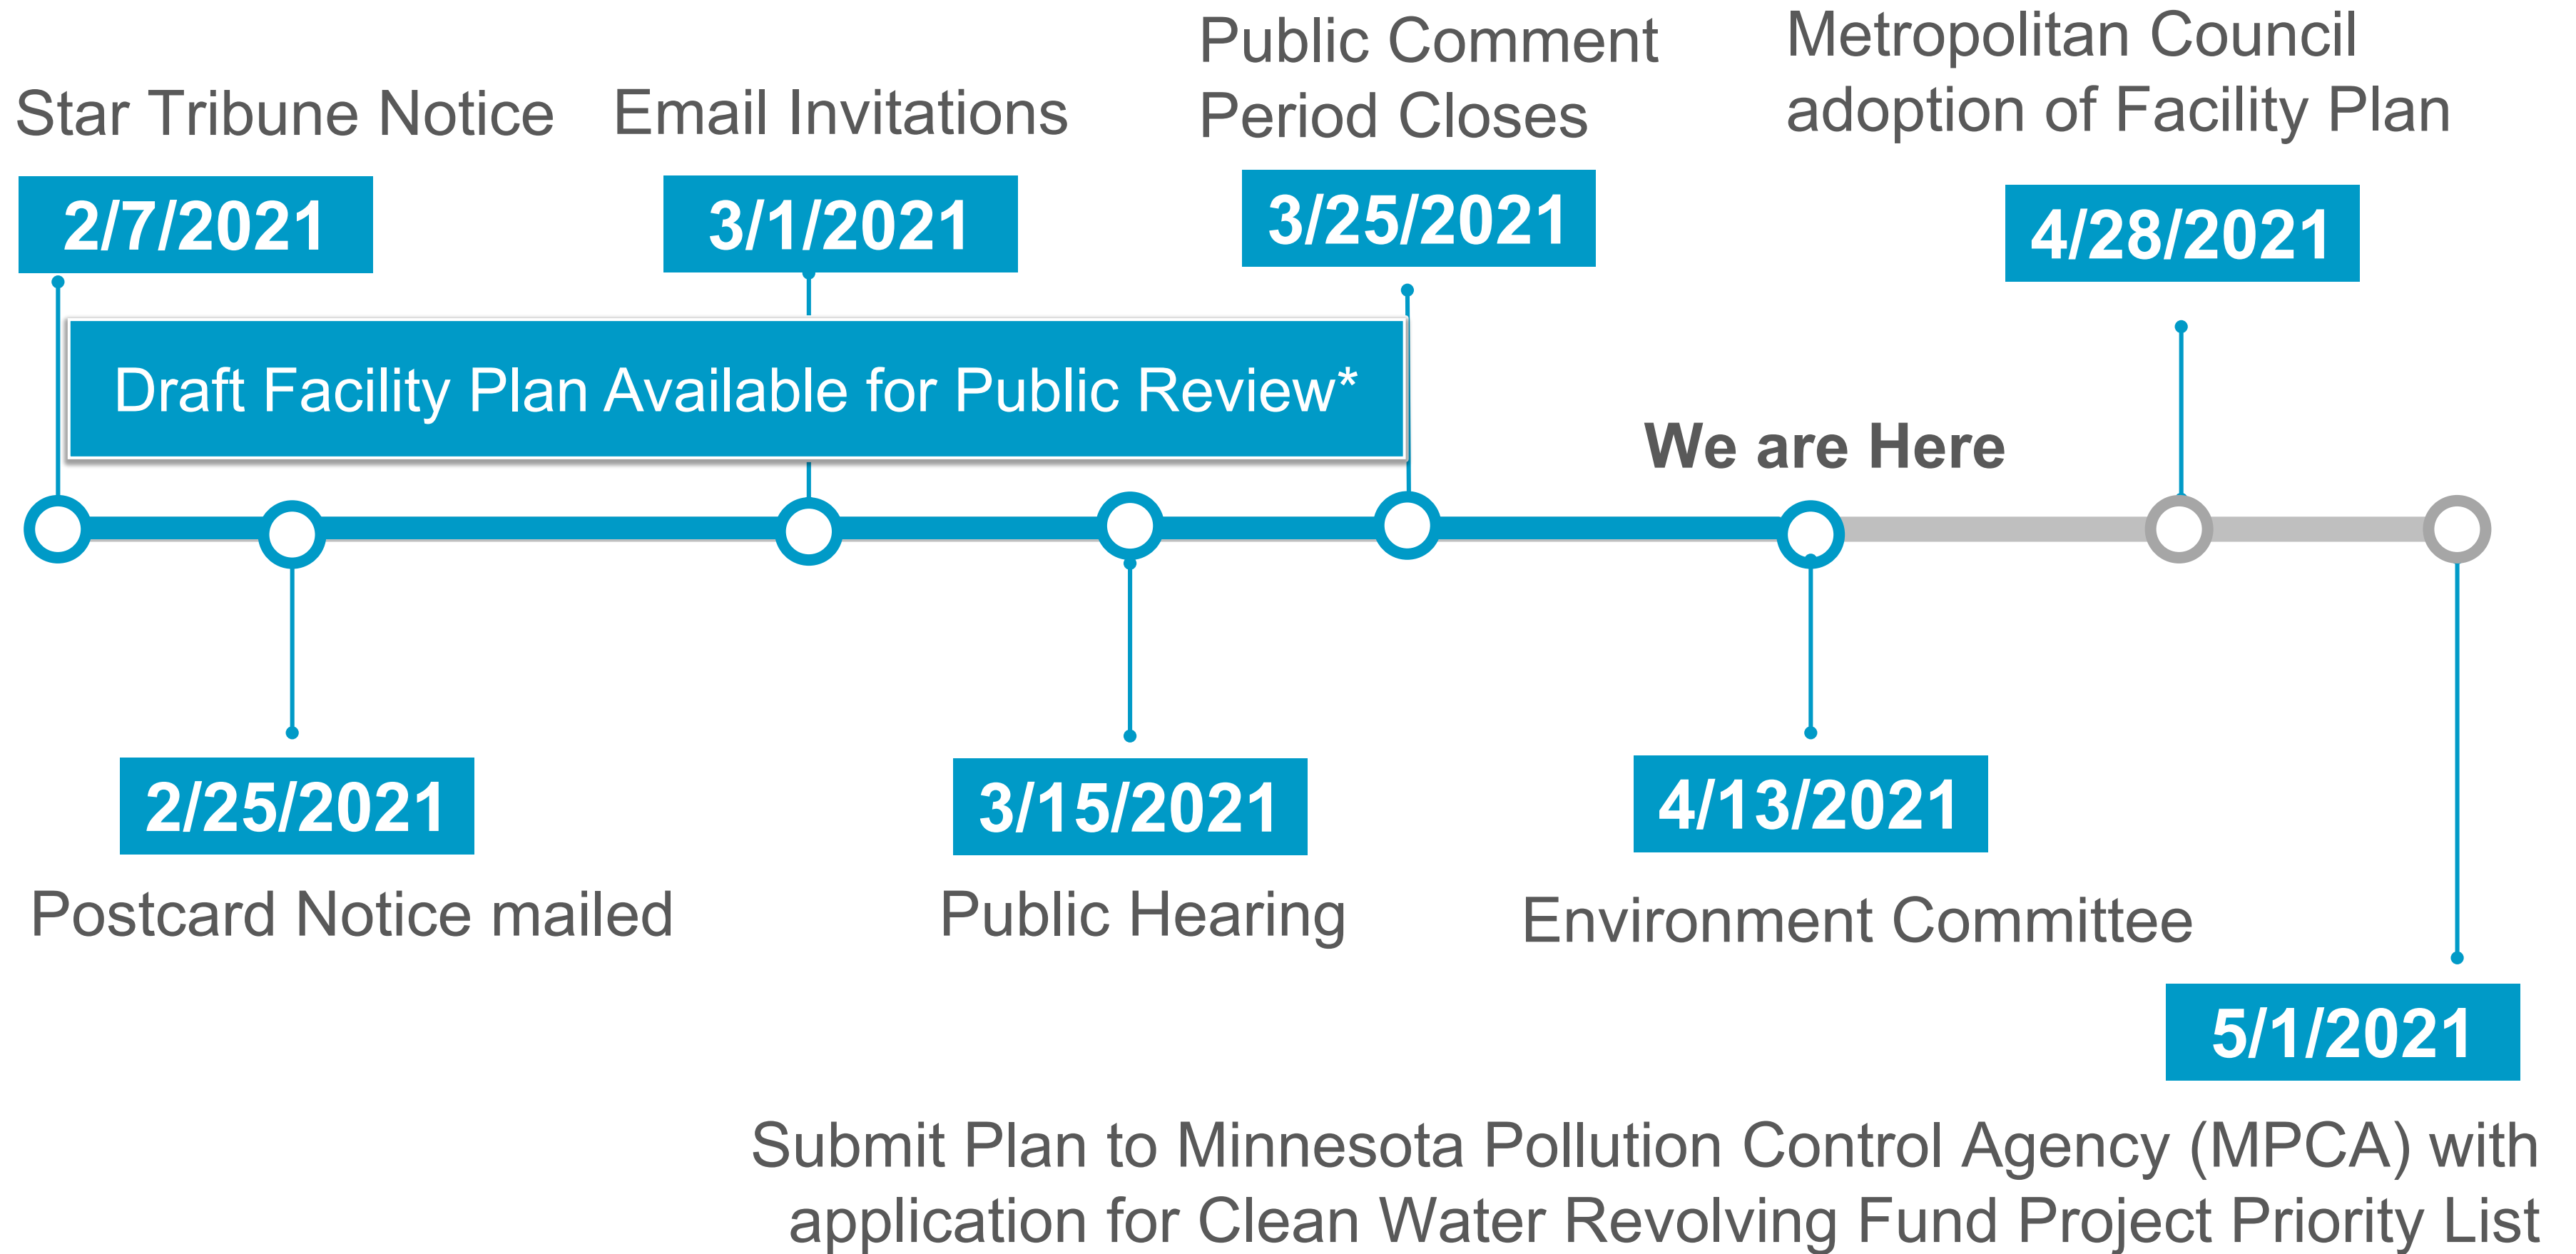 Star Tribune Notice
2/7/2021
Email Invitations
3/1/2021
Public Comment
Period Closes
3/25/2021
Metropolitan Council
adoption of Facility Plan
4/28/2021
Draft Facility Plan Available for Public Review*
We are Here
2/25/2021
Postcard Notice mailed
3/15/2021
Public Hearing
4/13/2021
Environment Committee
5/1/2021
Submit Plan to Minnesota Pollution Control Agency (MPCA) with
application for Clean Water Revolving Fund Project Priority List